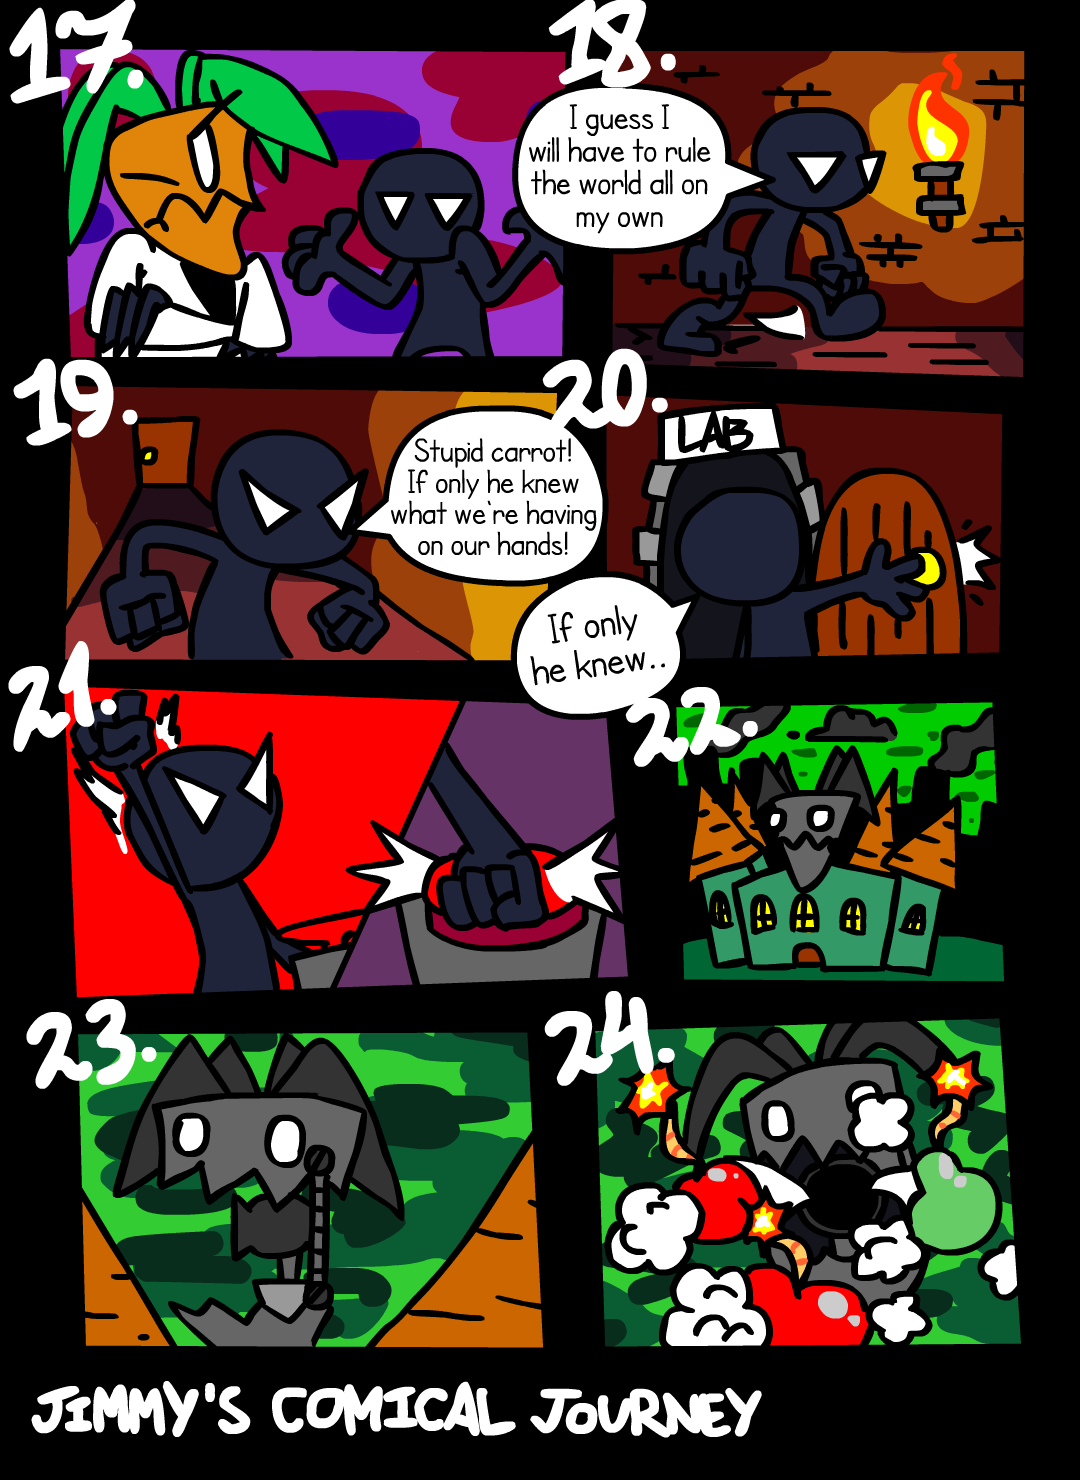 17.
18.
I guess I
will have to rule
the world all on
my own
19.
Stupid carrot!
If only he knew
what we're having
on our hands!
20.
LAB
If only
he knew..
21.
22.
23.
24.
JIMMY'S COMICAL JOURNEY